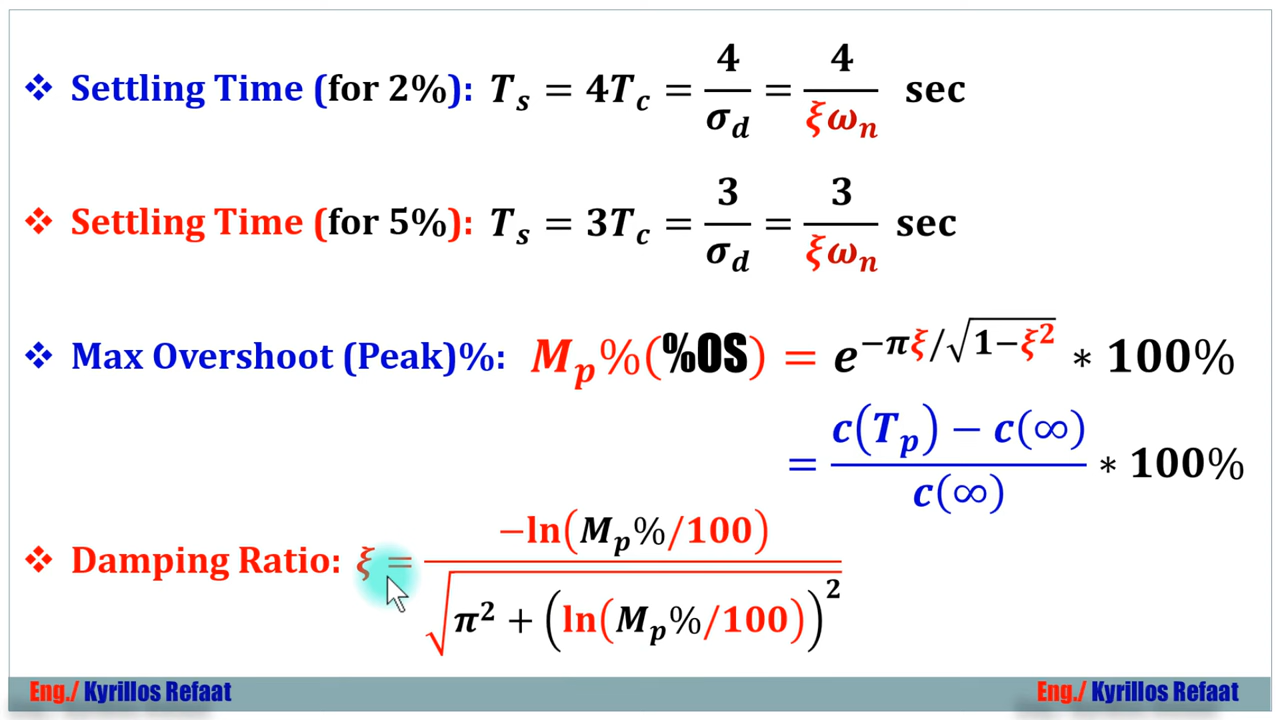 ❖ Settling Time (for 2%): T_s = 4T_c = 4/σ_d = 4/(ξω_n) sec
❖ Settling Time (for 5%): T_s = 3T_c = 3/σ_d = 3/(ξω_n) sec
❖ Max Overshoot (Peak)%: M_p%(%OS) = e^(−πξ/√(1−ξ²)) * 100%
= (c(T_p) − c(∞))/c(∞) * 100%
❖ Damping Ratio: ξ = −ln(M_p%/100)/√(π² + (ln(M_p%/100))²)
Eng./ Kyrillos Refaat Eng./ Kyrillos Refaat